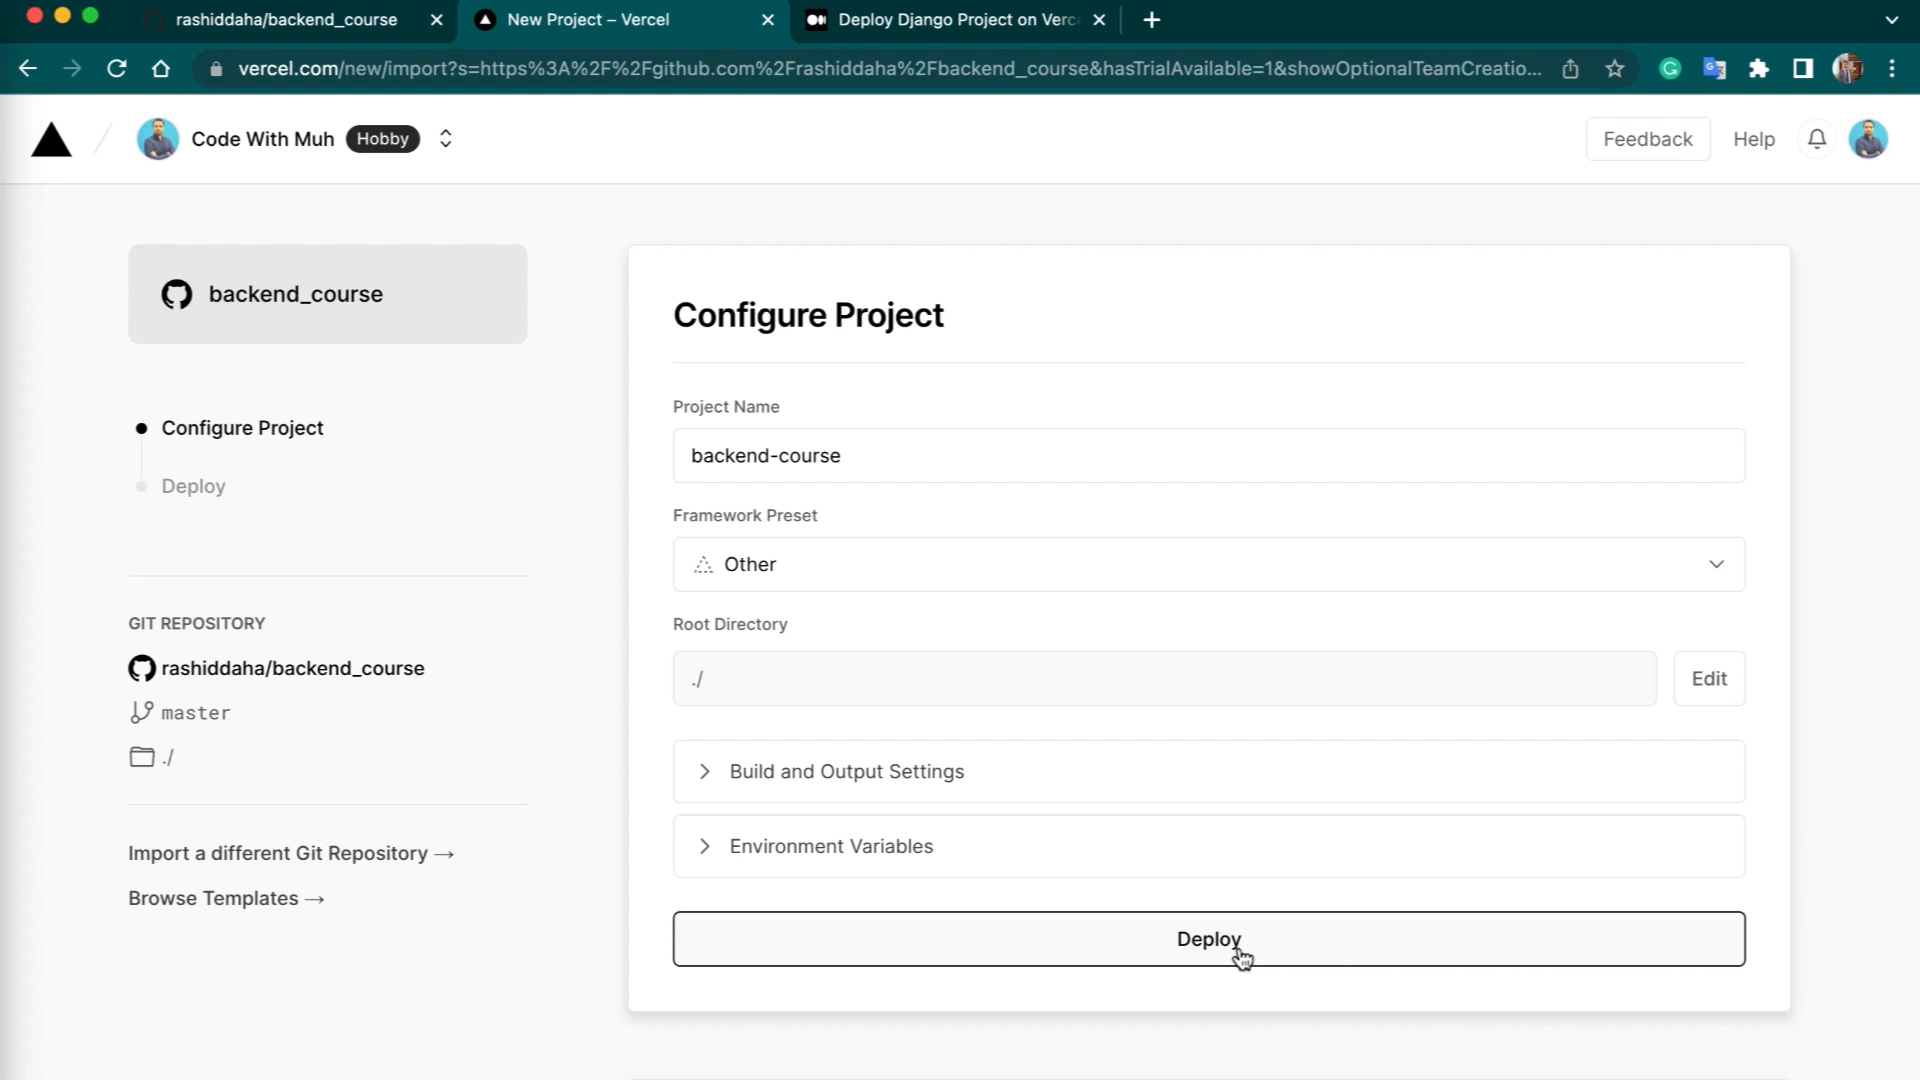 rashiddaha/backend_course
New Project – Vercel
Deploy Django Project on Verc
vercel.com/new/import?s=https%3A%2F%2Fgithub.com%2Frashiddaha%2Fbackend_course&hasTrialAvailable=1&showOptionalTeamCreatio...
Code With Muh
Hobby
Feedback
Help
backend_course
Configure Project
Deploy
GIT REPOSITORY
rashiddaha/backend_course
master
./
Import a different Git Repository →
Browse Templates →
Configure Project
Project Name
backend-course
Framework Preset
Other
Root Directory
./
Edit
Build and Output Settings
Environment Variables
Deploy